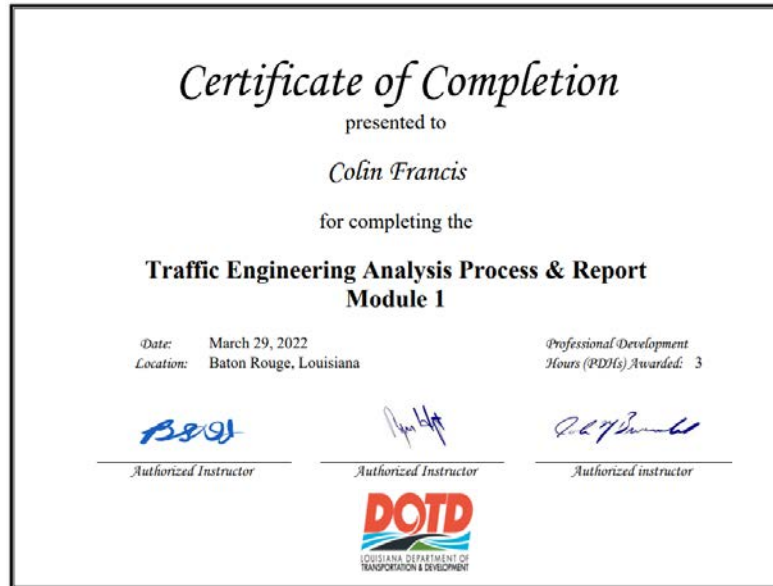 Certificate of Completion
presented to
Colin Francis
for completing the
Traffic Engineering Analysis Process & Report
Module 1
Date: March 29, 2022
Location: Baton Rouge, Louisiana
Professional Development
Hours (PDHs) Awarded: 3
Authorized Instructor
Authorized Instructor
Authorized instructor
DOTD
LOUISIANA DEPARTMENT OF
TRANSPORTATION & DEVELOPMENT